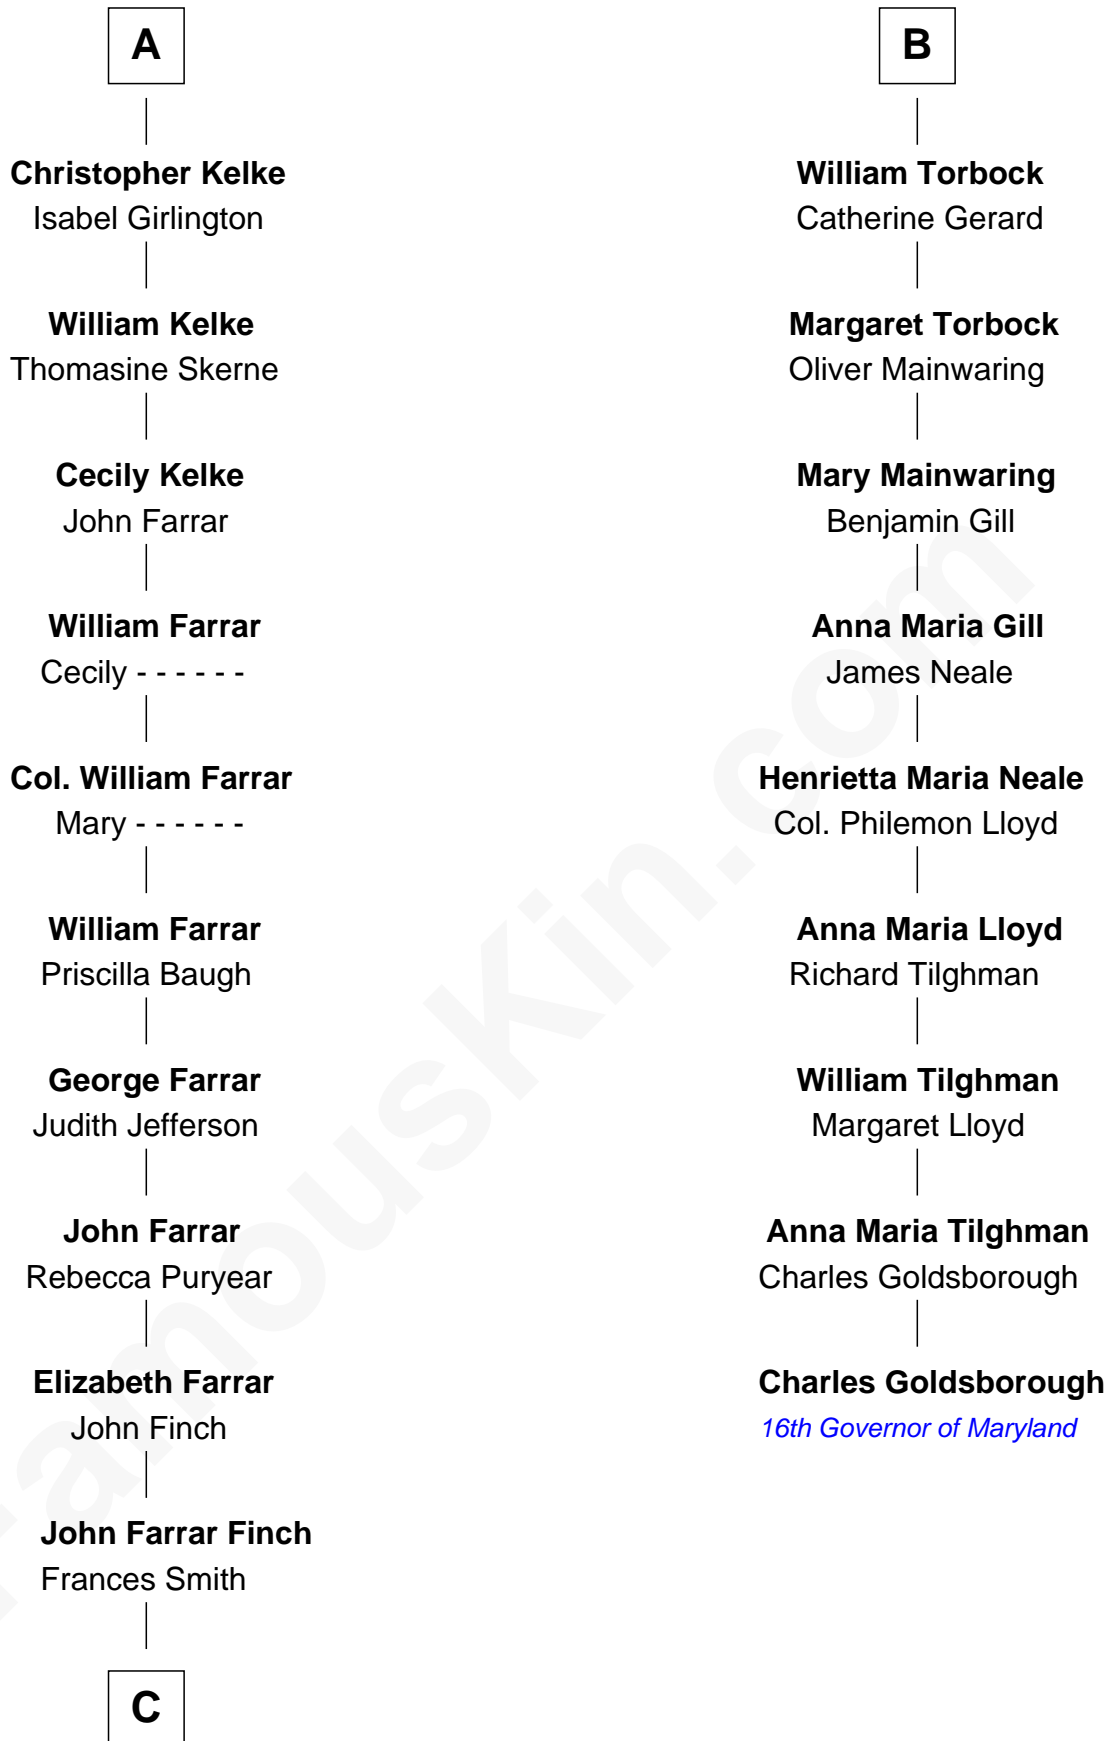 A
Christopher Kelke
Isabel Girlington
William Kelke
Thomasine Skerne
Cecily Kelke
John Farrar
William Farrar
Cecily - - - - - -
Col. William Farrar
Mary - - - - - -
William Farrar
Priscilla Baugh
George Farrar
Judith Jefferson
John Farrar
Rebecca Puryear
Elizabeth Farrar
John Finch
John Farrar Finch
Frances Smith
C
B
William Torbock
Catherine Gerard
Margaret Torbock
Oliver Mainwaring
Mary Mainwaring
Benjamin Gill
Anna Maria Gill
James Neale
Henrietta Maria Neale
Col. Philemon Lloyd
Anna Maria Lloyd
Richard Tilghman
William Tilghman
Margaret Lloyd
Anna Maria Tilghman
Charles Goldsborough
Charles Goldsborough
16th Governor of Maryland
FamousKin.com